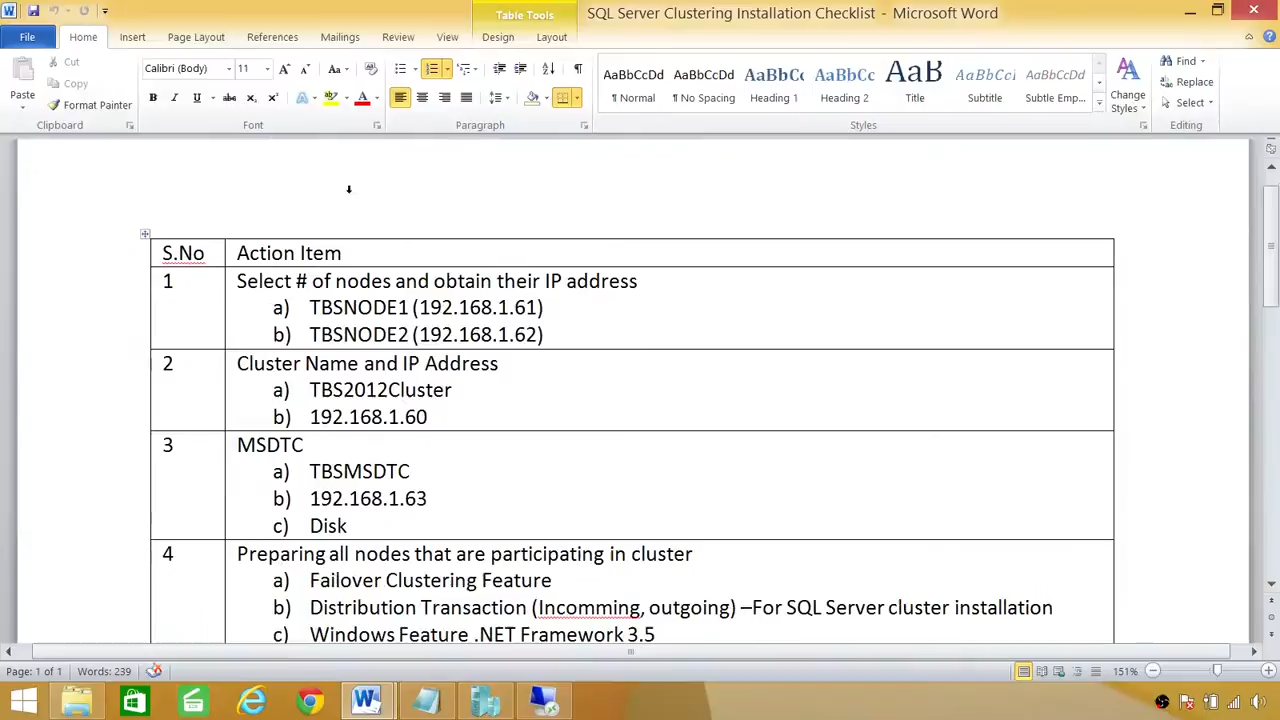 Table Tools
SQL Server Clustering Installation Checklist - Microsoft Word
File Home Insert Page Layout References Mailings Review View Design Layout
Paste
Cut
Copy
Format Painter
Clipboard
Calibri (Body) 11
Font
Paragraph
AaBbCcDd AaBbCcDd AaBbCc AaBbCc AaB AaBbCcDd AaBbCcDd
¶ Normal ¶ No Spacing Heading 1 Heading 2 Title Subtitle Subtle Emp...
Change Styles
Styles
Find
Replace
Select
Editing
S.No Action Item
1 Select # of nodes and obtain their IP address
a) TBSNODE1 (192.168.1.61)
b) TBSNODE2 (192.168.1.62)
2 Cluster Name and IP Address
a) TBS2012Cluster
b) 192.168.1.60
3 MSDTC
a) TBSMSDTC
b) 192.168.1.63
c) Disk
4 Preparing all nodes that are participating in cluster
a) Failover Clustering Feature
b) Distribution Transaction (Incomming, outgoing) –For SQL Server cluster installation
c) Windows Feature .NET Framework 3.5
Page: 1 of 1 Words: 239 151%